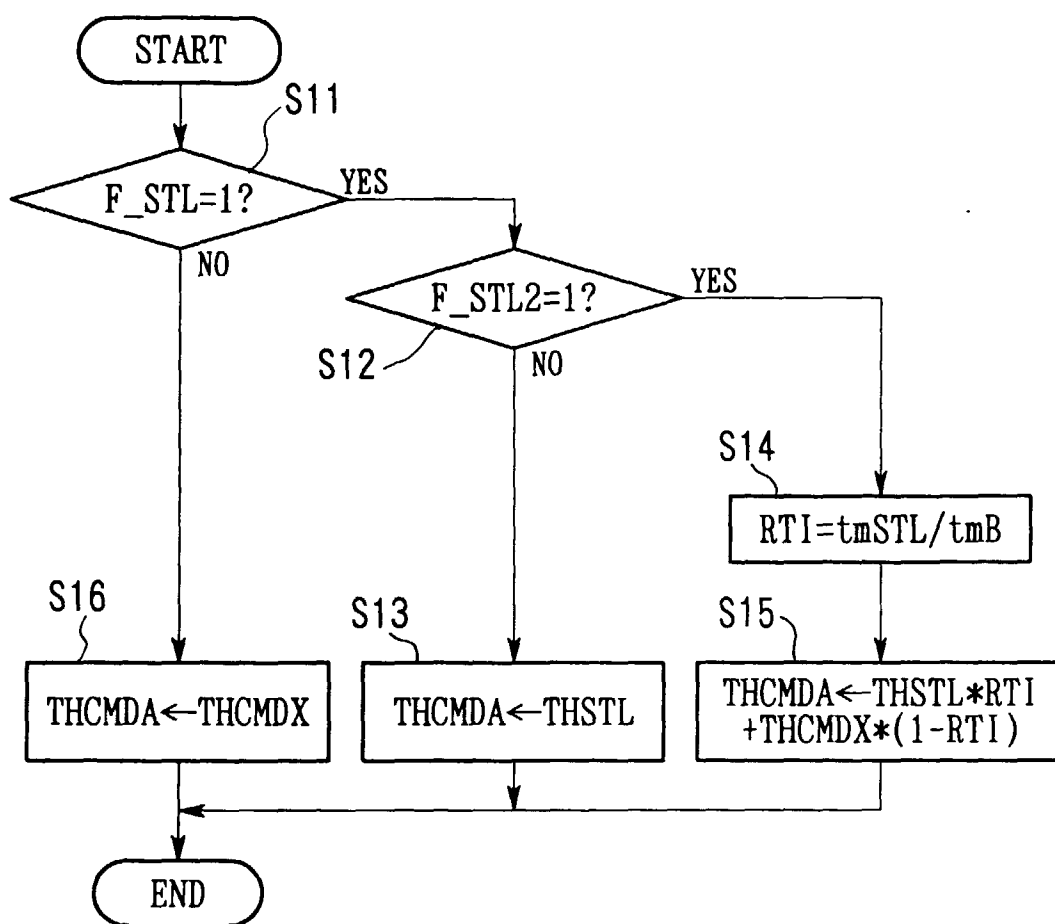 START
S11
F_STL=1?
YES
NO
F_STL2=1?
YES
S12
NO
S14
RTI=tmSTL/tmB
S16
S13
S15
THCMDA←THCMDX
THCMDA←THSTL
THCMDA←THSTL*RTI
+THCMDX*(1-RTI)
END